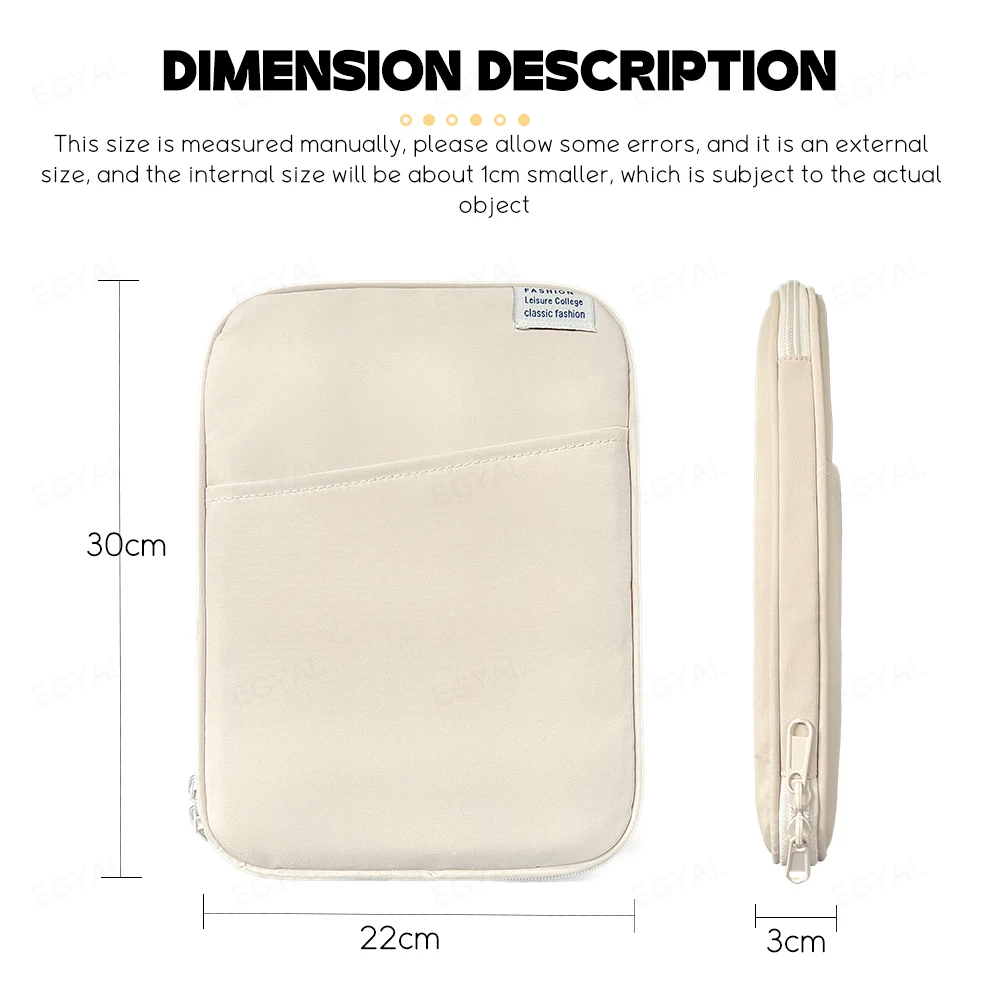 DIMENSION DESCRIPTION
This size is measured manually, please allow some errors, and it is an external
size, and the internal size will be about 1cm smaller, which is subject to the actual
object
FASHION
Leisure College
classic fashion
30cm
22cm
3cm
EGYAL